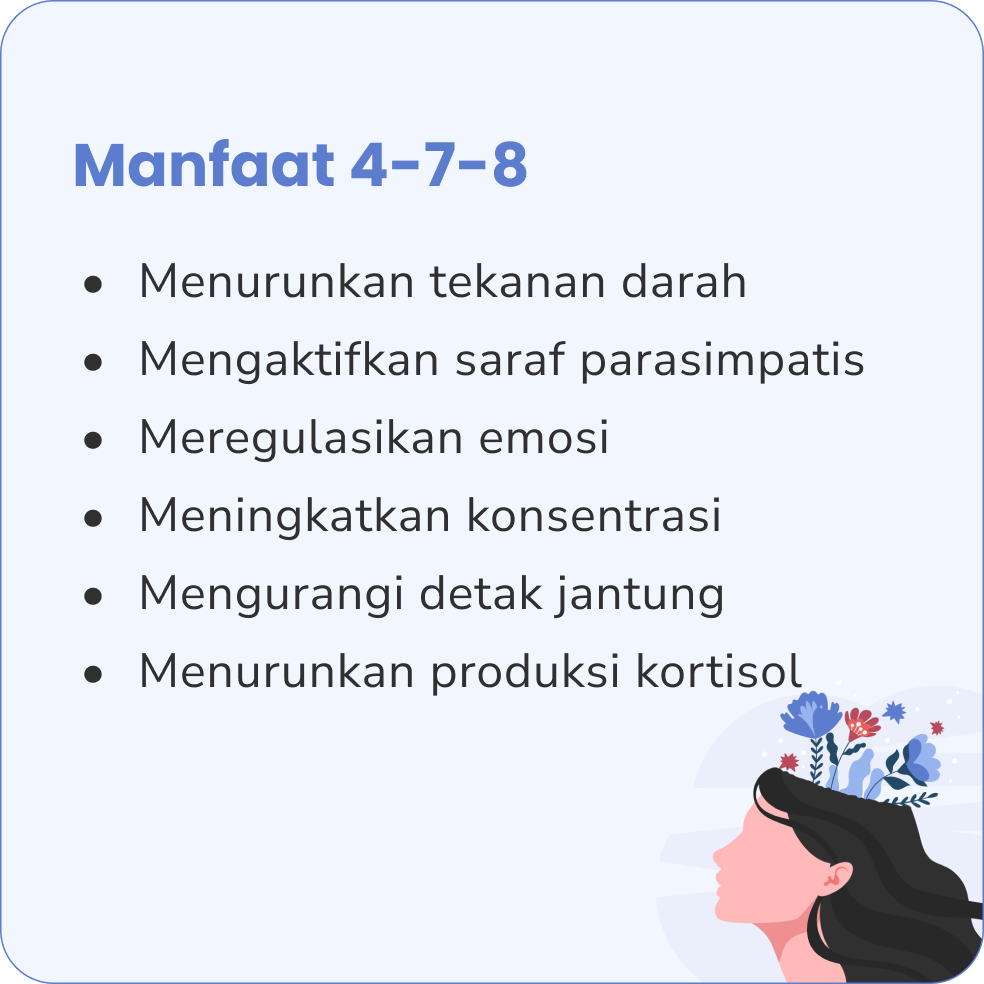 Manfaat 4-7-8
• Menurunkan tekanan darah
• Mengaktifkan saraf parasimpatis
• Meregulasikan emosi
• Meningkatkan konsentrasi
• Mengurangi detak jantung
• Menurunkan produksi kortisol